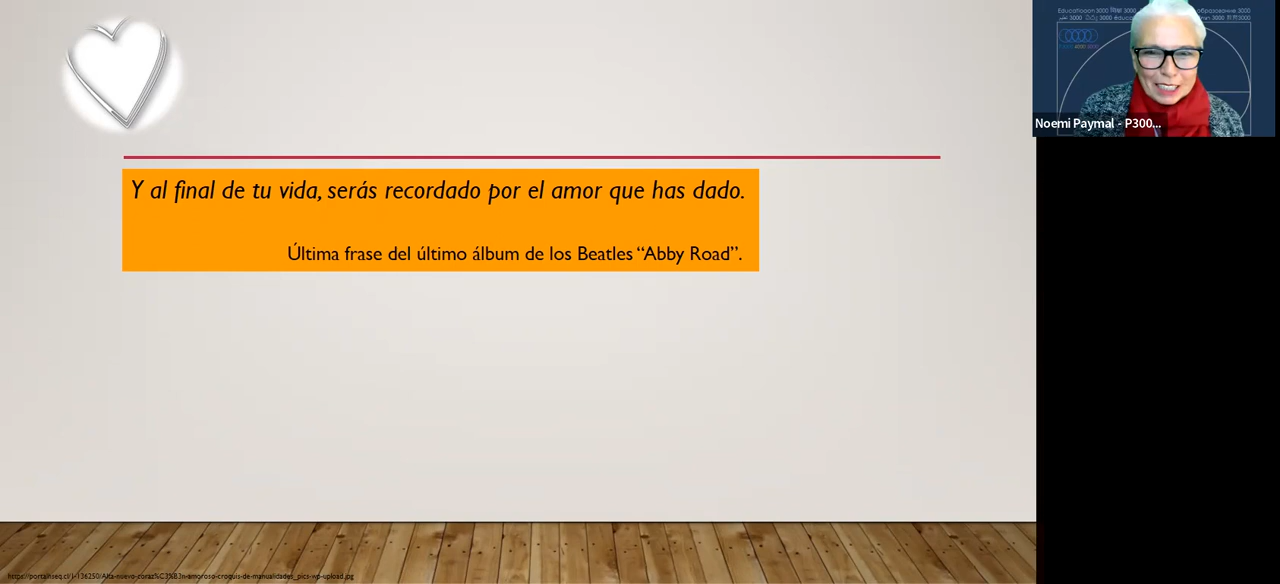 Y al final de tu vida, serás recordado por el amor que has dado.
Última frase del último álbum de los Beatles “Abby Road”.
Noemi Paymal - P300...